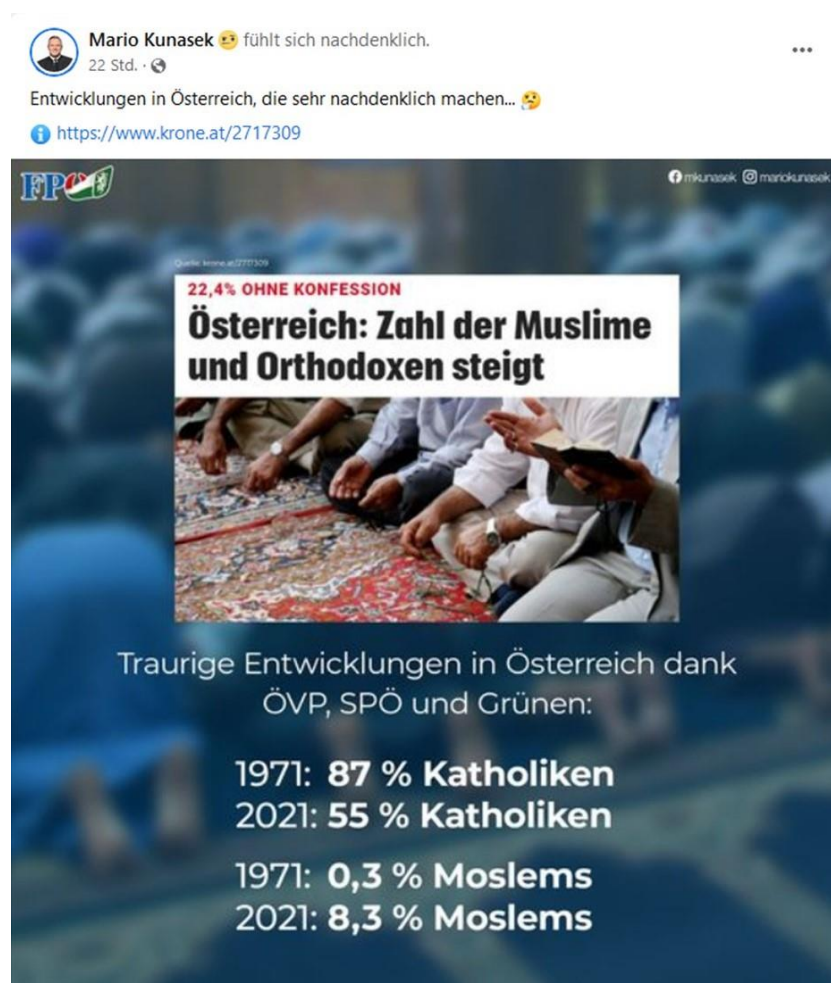 Mario Kunasek 🤨 fühlt sich nachdenklich.
22 Std. ·
Entwicklungen in Österreich, die sehr nachdenklich machen... 🤔
https://www.krone.at/2717309
FPÖ
mkunasek mariokunasek
Quelle: krone.at/2717309
22,4% OHNE KONFESSION
Österreich: Zahl der Muslime
und Orthodoxen steigt
Traurige Entwicklungen in Österreich dank
ÖVP, SPÖ und Grünen:
1971: 87 % Katholiken
2021: 55 % Katholiken
1971: 0,3 % Moslems
2021: 8,3 % Moslems